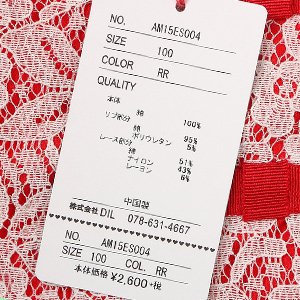 NO. AM15ES004
SIZE 100
COLOR RR
QUALITY
本体
綿 100%
リブ部分
綿 95%
ポリウレタン 5%
レース部分
綿 51%
ナイロン 43%
レーヨン 6%
中国製
株式会社 DIL 078-631-4667
NO. AM15ES004
SIZE 100 COL. RR
本体価格 ¥2,600 +税